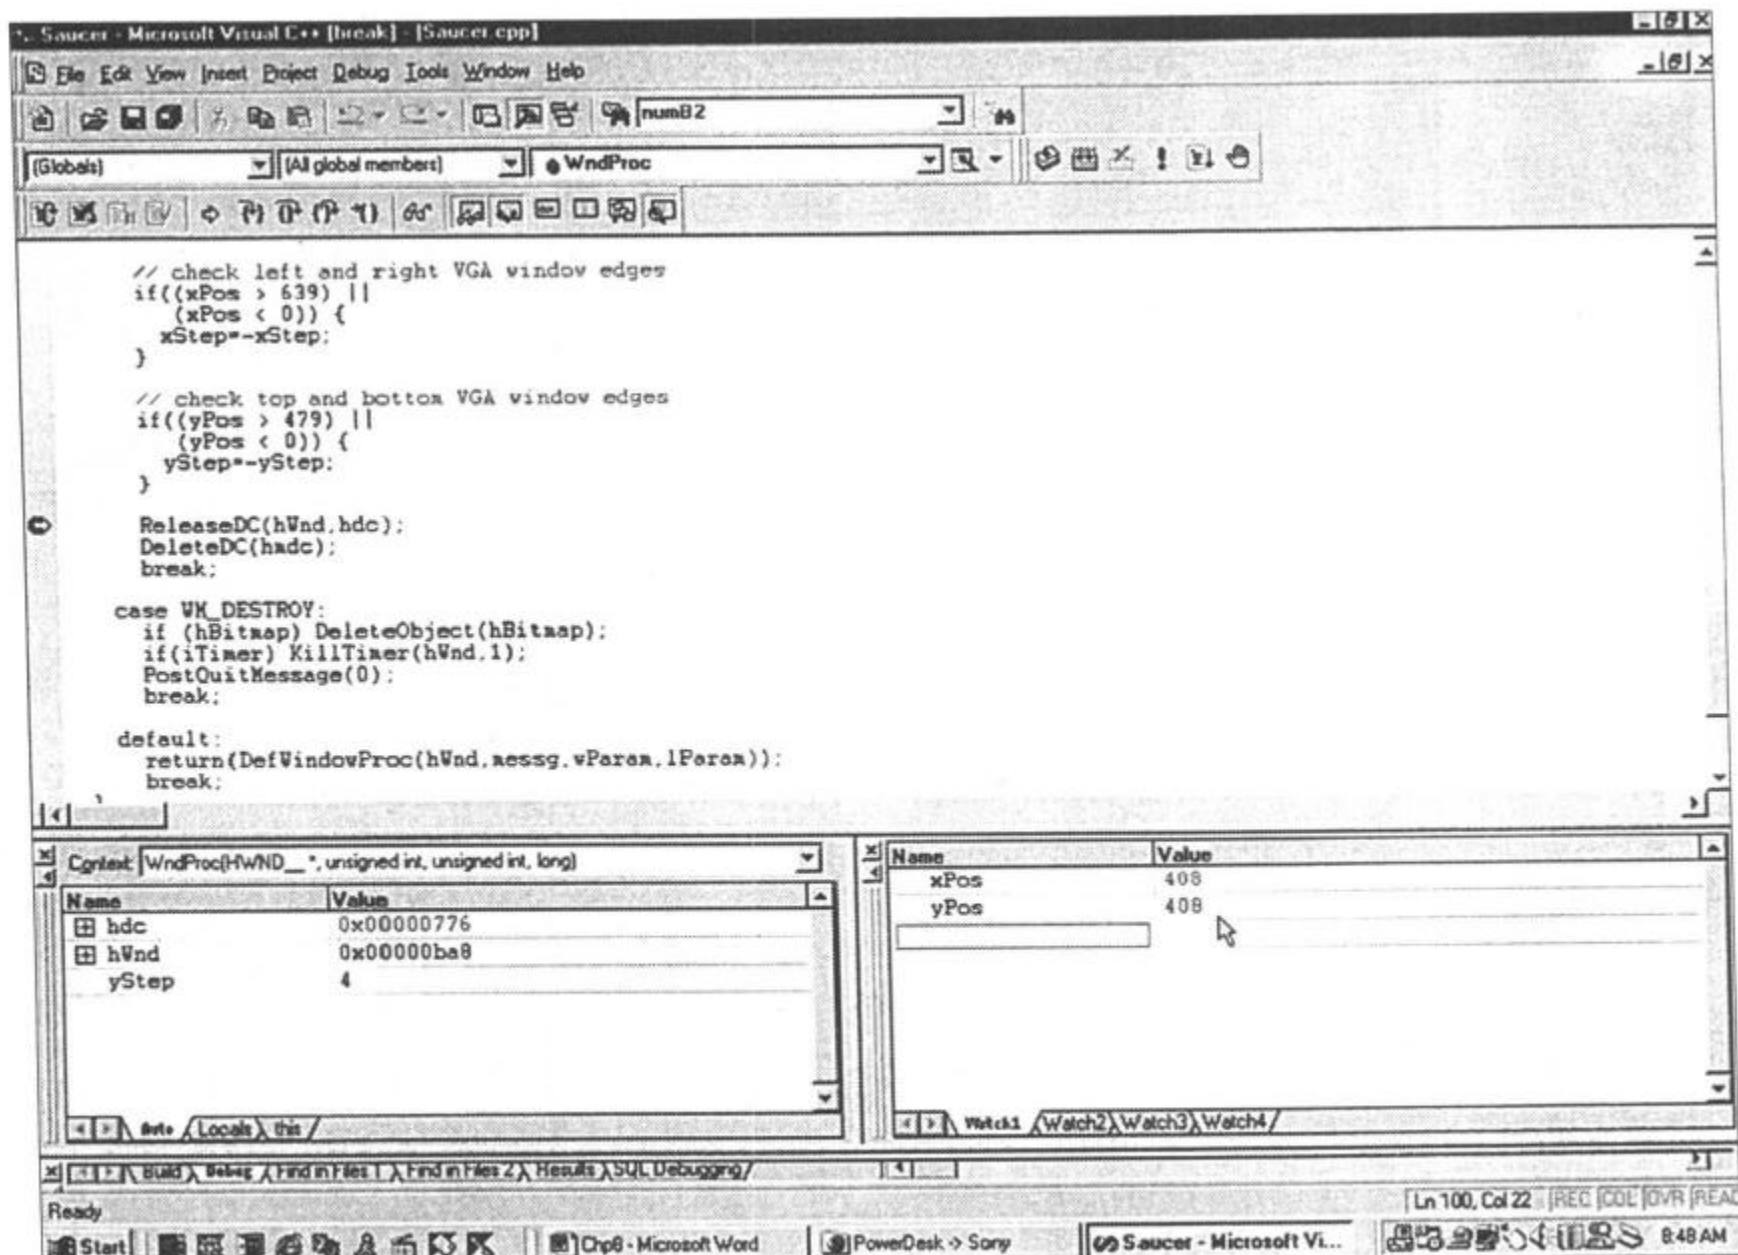 Saucer - Microsoft Visual C++ [break] - [Saucer.cpp]
File Edit View Insert Project Debug Tools Window Help
numB2
(Globals) (All global members) WndProc
// check left and right VGA window edges
if((xPos > 639) ||
(xPos < 0)) {
xStep=-xStep;
}
// check top and bottom VGA window edges
if((yPos > 479) ||
(yPos < 0)) {
yStep=-yStep;
}
ReleaseDC(hWnd,hdc);
DeleteDC(hmdc);
break;
case WM_DESTROY:
if (hBitmap) DeleteObject(hBitmap);
if(iTimer) KillTimer(hWnd,1);
PostQuitMessage(0);
break;
default:
return(DefWindowProc(hWnd,messg,wParam,lParam));
break;
}
Context: WndProc(HWND__ *, unsigned int, unsigned int, long)
Name Value
hdc 0x00000776
hWnd 0x00000ba8
yStep 4
Auto Locals this
Name Value
xPos 408
yPos 408
Watch1 Watch2 Watch3 Watch4
Build Debug Find in Files 1 Find in Files 2 Results SQL Debugging
Ready Ln 100, Col 22 REC COL OVR READ
Start Chp8 - Microsoft Word PowerDesk -> Sony Saucer - Microsoft Vi... 8:48 AM